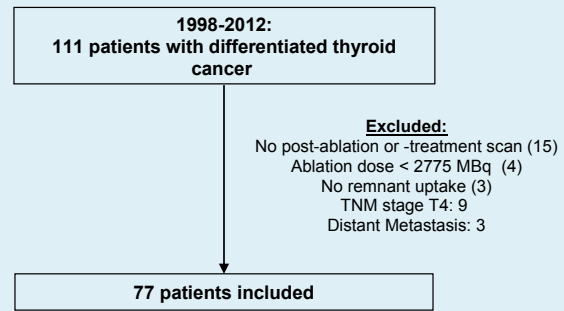 1998-2012:
111 patients with differentiated thyroid
cancer
Excluded:
No post-ablation or -treatment scan (15)
Ablation dose < 2775 MBq (4)
No remnant uptake (3)
TNM stage T4: 9
Distant Metastasis: 3
77 patients included